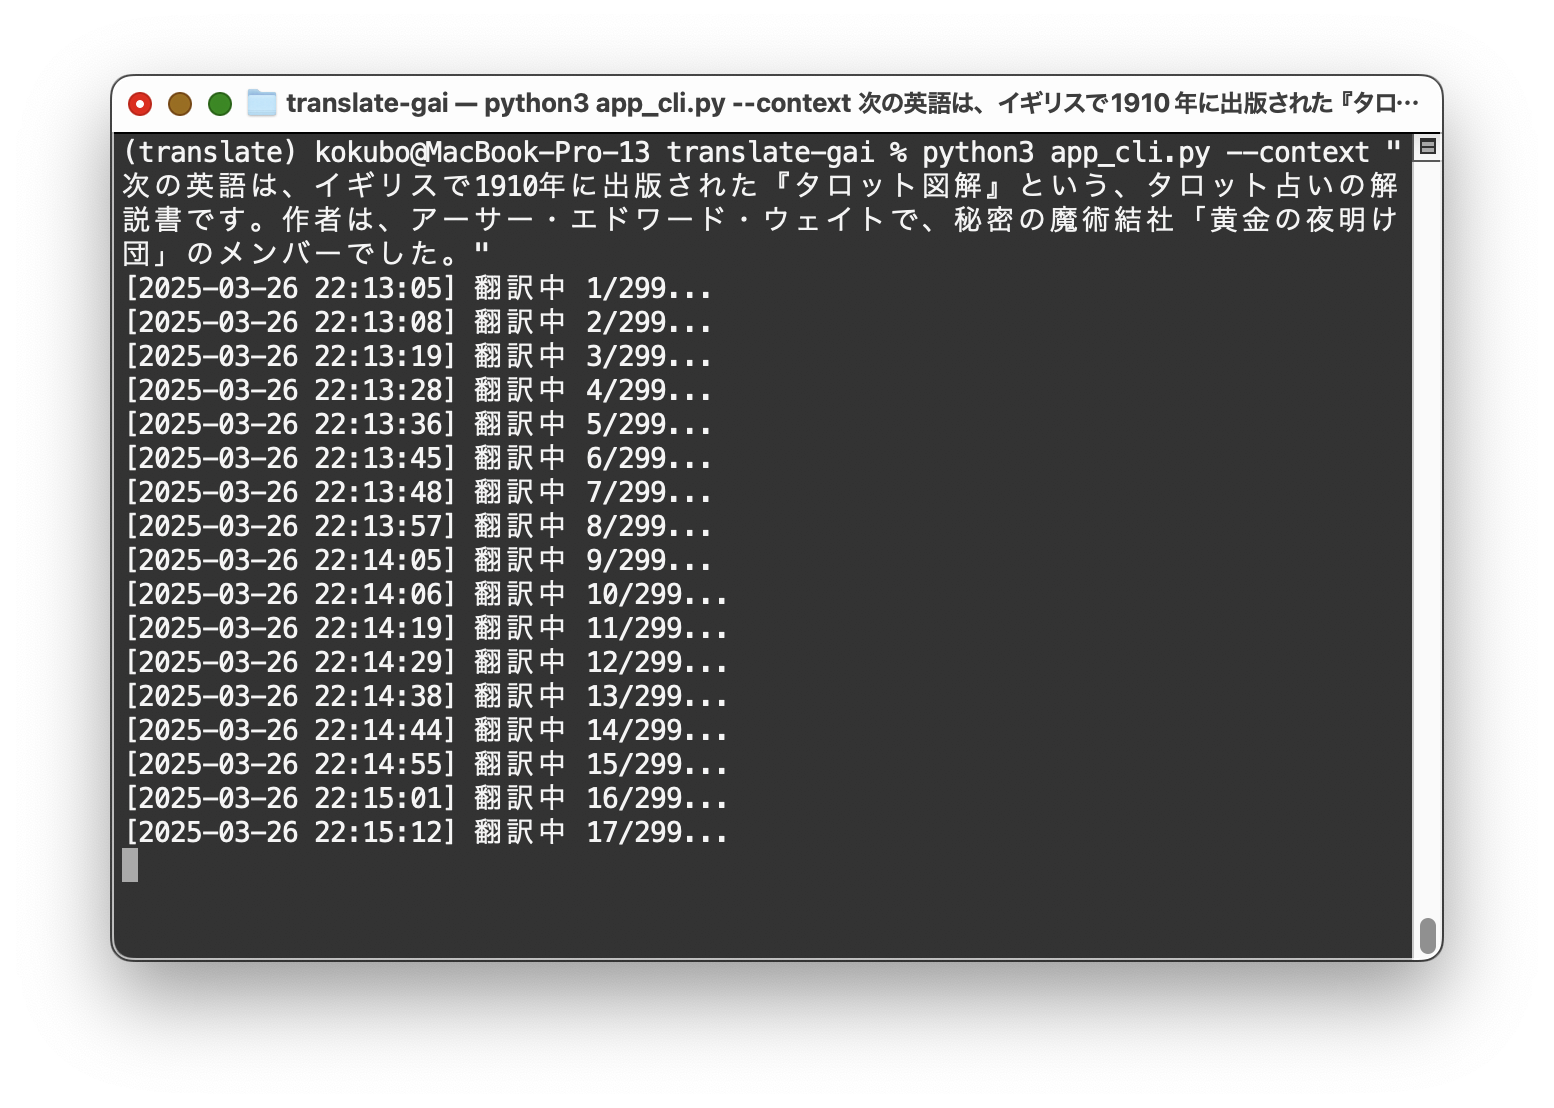 translate-gai — python3 app_cli.py --context 次の英語は、イギリスで1910年に出版された『タロ…
(translate) kokubo@MacBook-Pro-13 translate-gai % python3 app_cli.py --context "
次の英語は、イギリスで1910年に出版された『タロット図解』という、タロット占いの解
説書です。作者は、アーサー・エドワード・ウェイトで、秘密の魔術結社「黄金の夜明け
団」のメンバーでした。"
[2025-03-26 22:13:05] 翻訳中 1/299...
[2025-03-26 22:13:08] 翻訳中 2/299...
[2025-03-26 22:13:19] 翻訳中 3/299...
[2025-03-26 22:13:28] 翻訳中 4/299...
[2025-03-26 22:13:36] 翻訳中 5/299...
[2025-03-26 22:13:45] 翻訳中 6/299...
[2025-03-26 22:13:48] 翻訳中 7/299...
[2025-03-26 22:13:57] 翻訳中 8/299...
[2025-03-26 22:14:05] 翻訳中 9/299...
[2025-03-26 22:14:06] 翻訳中 10/299...
[2025-03-26 22:14:19] 翻訳中 11/299...
[2025-03-26 22:14:29] 翻訳中 12/299...
[2025-03-26 22:14:38] 翻訳中 13/299...
[2025-03-26 22:14:44] 翻訳中 14/299...
[2025-03-26 22:14:55] 翻訳中 15/299...
[2025-03-26 22:15:01] 翻訳中 16/299...
[2025-03-26 22:15:12] 翻訳中 17/299...